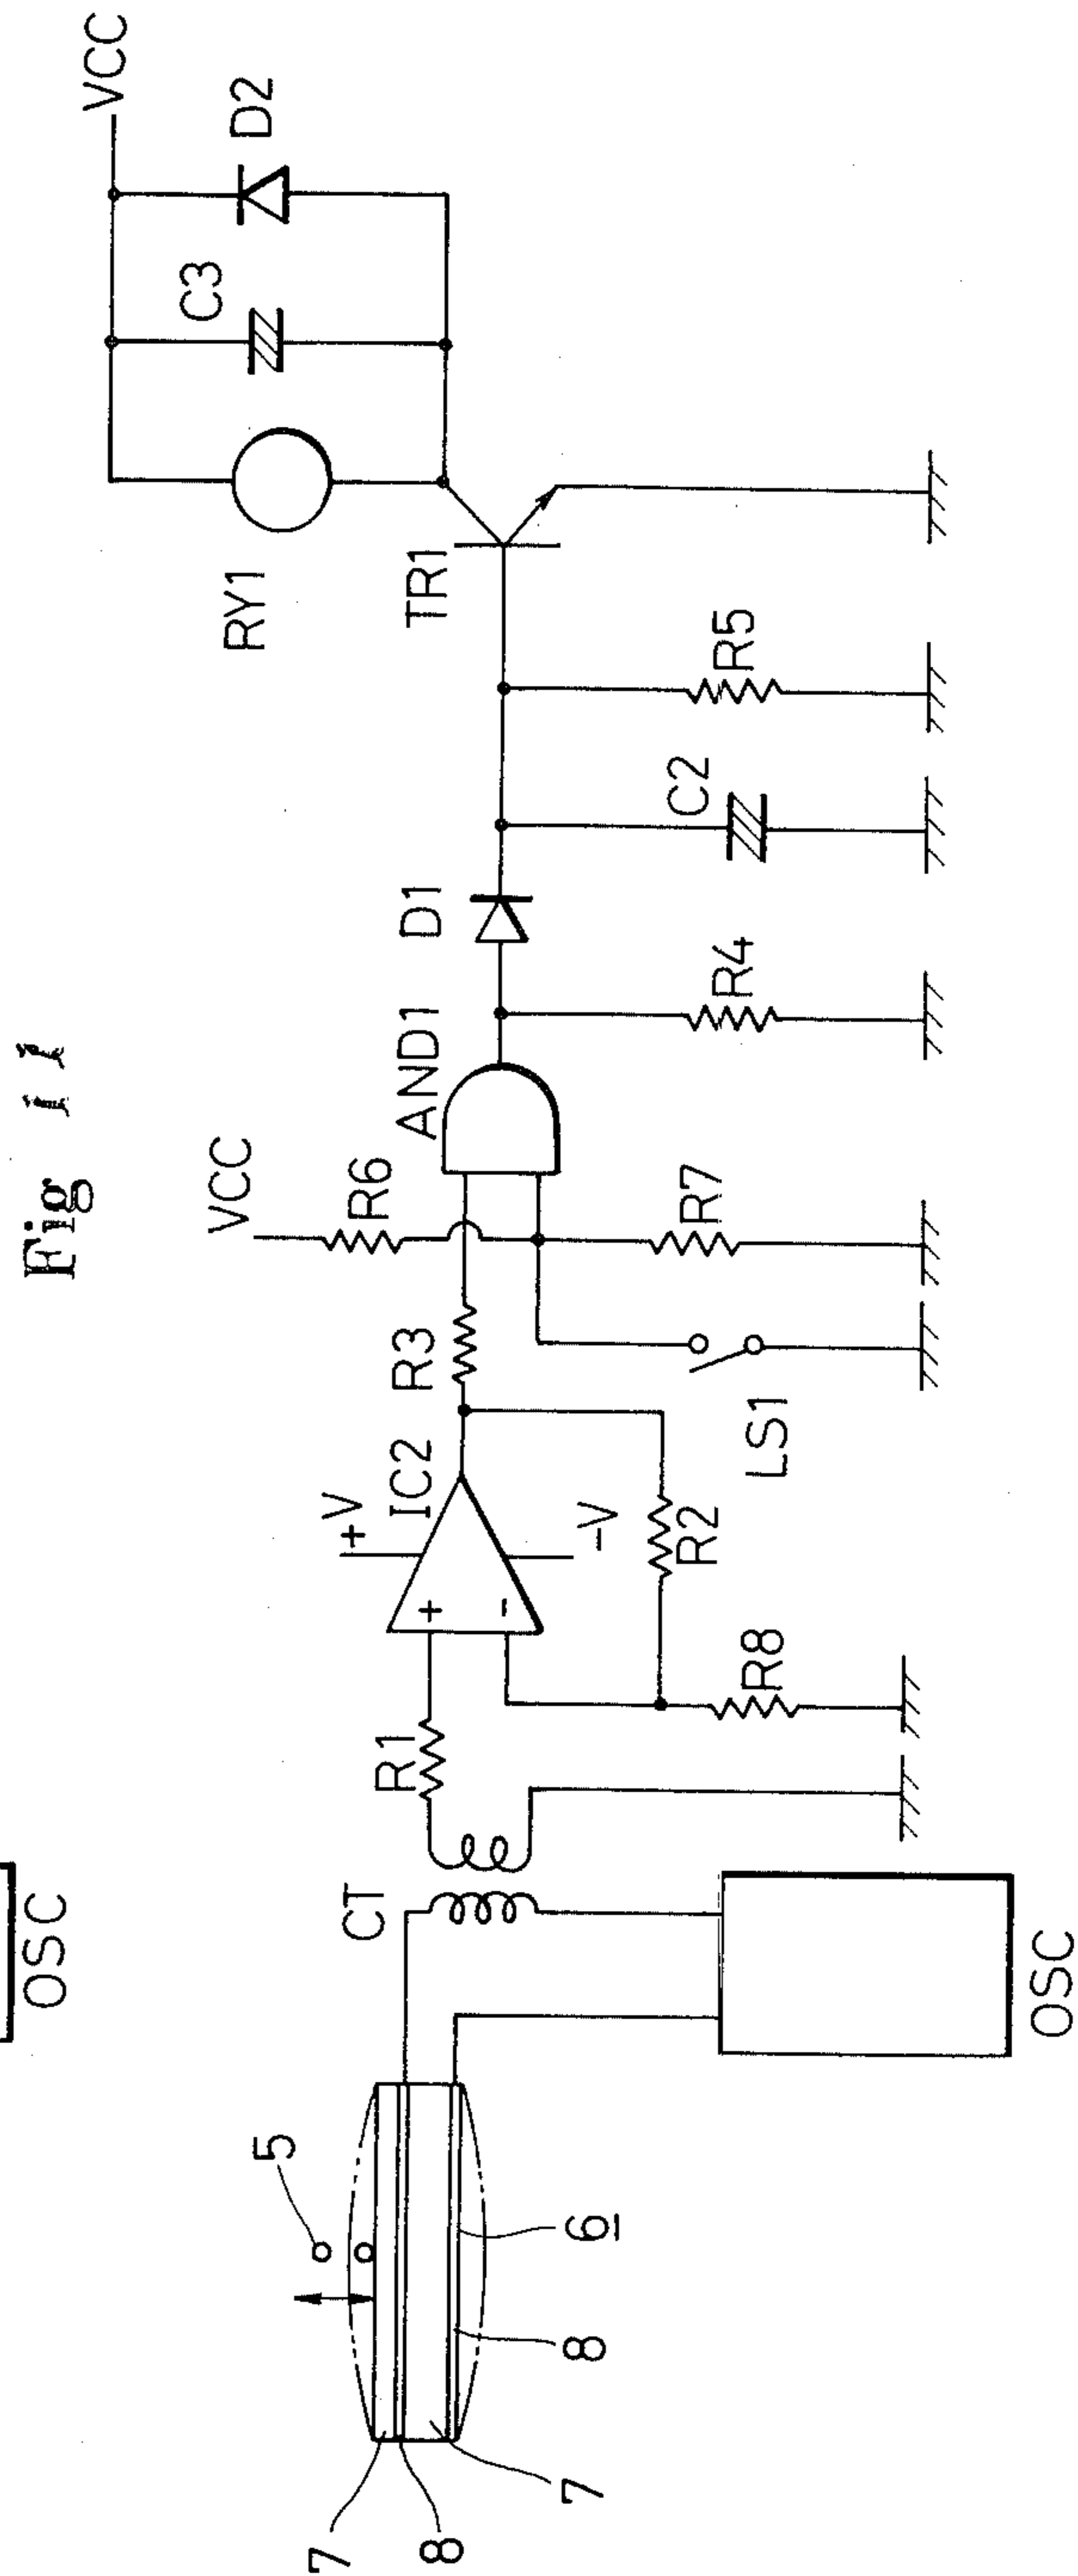 OSC
Fig 11
VCC
D2
C3
RY1
TR1
R5
C2
D1
R4
AND1
VCC
R6
R7
R3
LS1
IC2
+V
-V
+
-
R2
R8
R1
CT
OSC
5
6
8
7
8
7